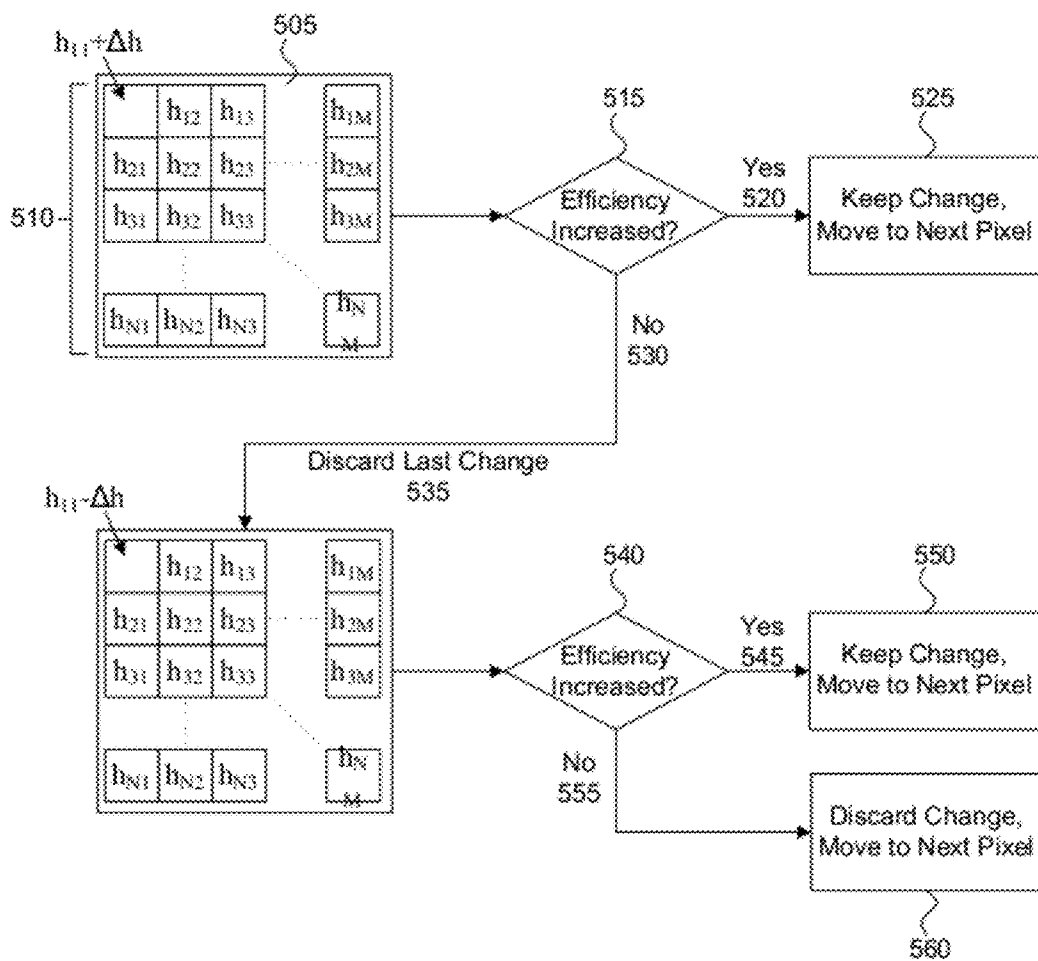 h₁₁+Δh
505
h₁₂ h₁₃ h₁M
h₂₁ h₂₂ h₂₃ h₂M
h₃₁ h₃₂ h₃₃ h₃M
510
hN1 hN2 hN3 hN
M
515
Efficiency
Increased?
Yes
520
525
Keep Change,
Move to Next Pixel
No
530
Discard Last Change
535
h₁₁-Δh
h₁₂ h₁₃ h₁M
h₂₁ h₂₂ h₂₃ h₂M
h₃₁ h₃₂ h₃₃ h₃M
hN1 hN2 hN3 hN
M
540
Efficiency
Increased?
Yes
545
550
Keep Change,
Move to Next Pixel
No
555
Discard Change,
Move to Next Pixel
560